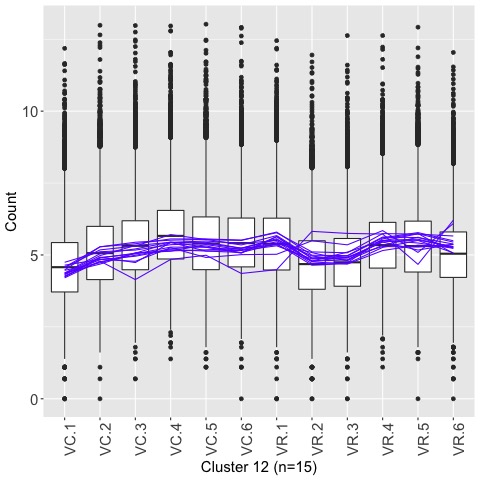 10
5
0
Count
VC.1
VC.2
VC.3
VC.4
VC.5
VC.6
VR.1
VR.2
VR.3
VR.4
VR.5
VR.6
Cluster 12 (n=15)